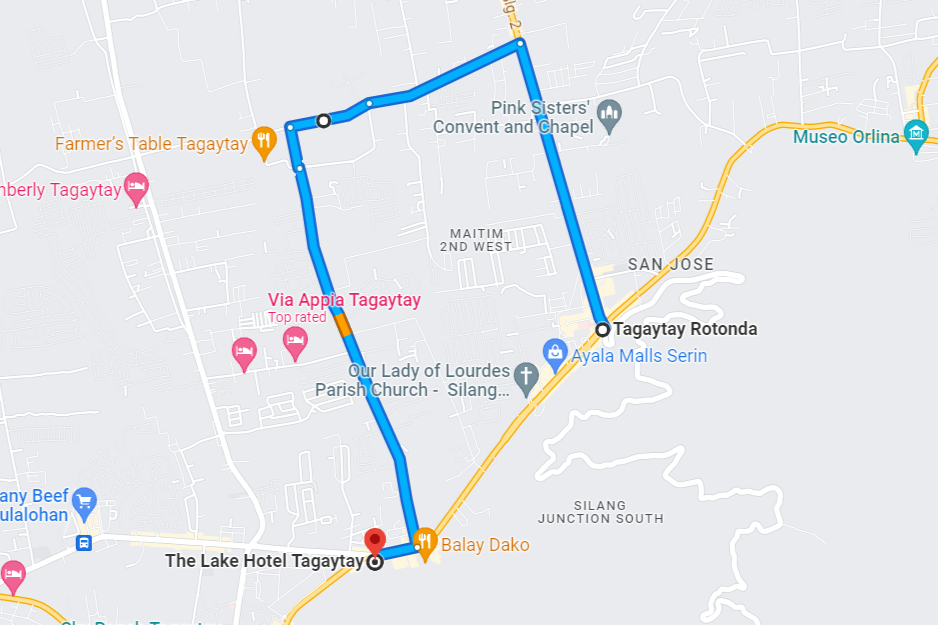 Pink Sisters'
Convent and Chapel
Farmer's Table Tagaytay
Museo Orlina
Tagaytay
MAITIM
2ND WEST
SAN JOSE
Via Appia Tagaytay
Top rated
Tagaytay Rotonda
Ayala Malls Serin
Our Lady of Lourdes
Parish Church - Silang...
any Beef
ulalohan
SILANG
JUNCTION SOUTH
Balay Dako
The Lake Hotel Tagaytay